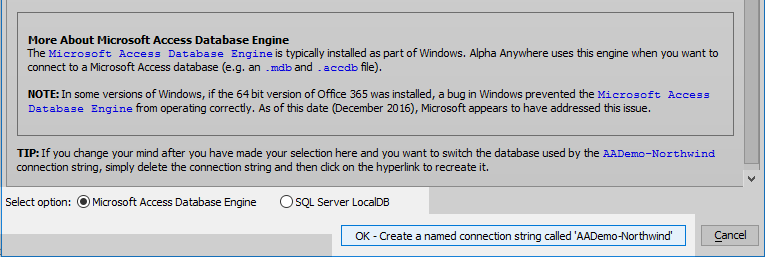 More About Microsoft Access Database Engine
The Microsoft Access Database Engine is typically installed as part of Windows. Alpha Anywhere uses this engine when you want to
connect to a Microsoft Access database (e.g. an .mdb and .accdb file).
NOTE: In some versions of Windows, if the 64 bit version of Office 365 was installed, a bug in Windows prevented the Microsoft Access
Database Engine from operating correctly. As of this date (December 2016), Microsoft appears to have addressed this issue.
TIP: If you change your mind after you have made your selection here and you want to switch the database used by the AADemo-Northwind
connection string, simply delete the connection string and then click on the hyperlink to recreate it.
Select option: Microsoft Access Database Engine SQL Server LocalDB
OK - Create a named connection string called 'AADemo-Northwind' Cancel